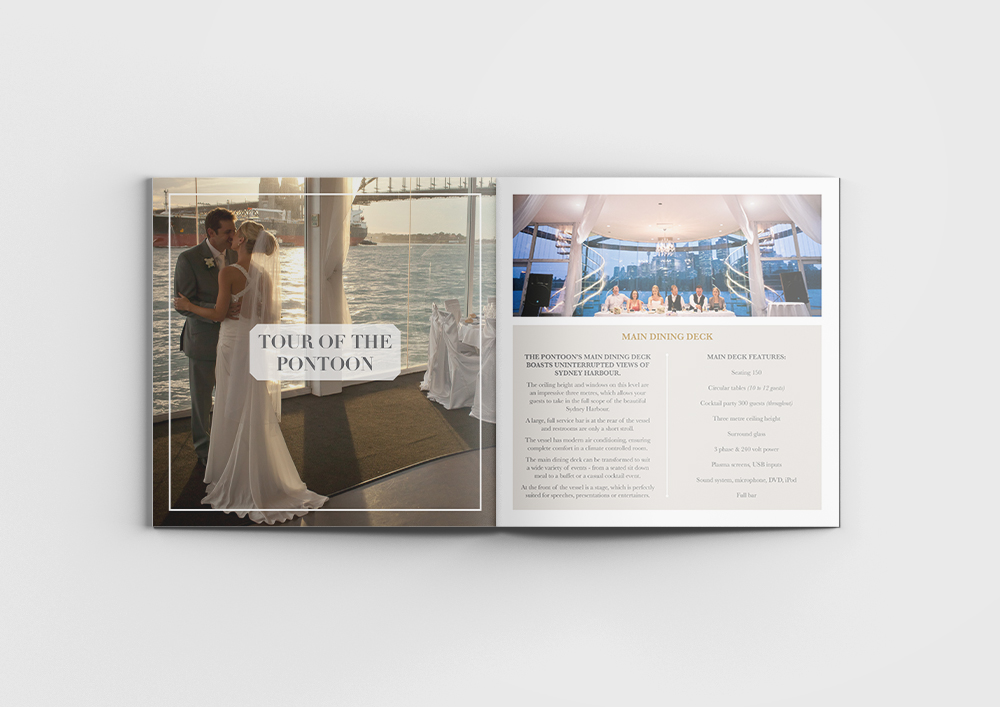 TOUR OF THE
PONTOON
MAIN DINING DECK
THE PONTOON'S MAIN DINING DECK
BOASTS UNINTERRUPTED VIEWS OF
SYDNEY HARBOUR.
The ceiling height and windows on this level are
an impressive three metres, which allows your
guests to take in the full scope of the beautiful
Sydney Harbour.
A large, full service bar is at the rear of the vessel
and restrooms are only a short stroll.
The vessel has modern air conditioning, ensuring
complete comfort in a climate controlled room.
The main dining deck can be transformed to suit
a wide variety of events - from a seated sit down
meal to a buffet or a casual cocktail event.
At the front of the vessel is a stage, which is perfectly
suited for speeches, presentations or entertainers.
MAIN DECK FEATURES:
Seating 150
Circular tables (10 to 12 guests)
Cocktail party 300 guests (throughout)
Three metre ceiling height
Surround glass
3 phase & 240 volt power
Plasma screens, USB inputs
Sound system, microphone, DVD, iPod
Full bar